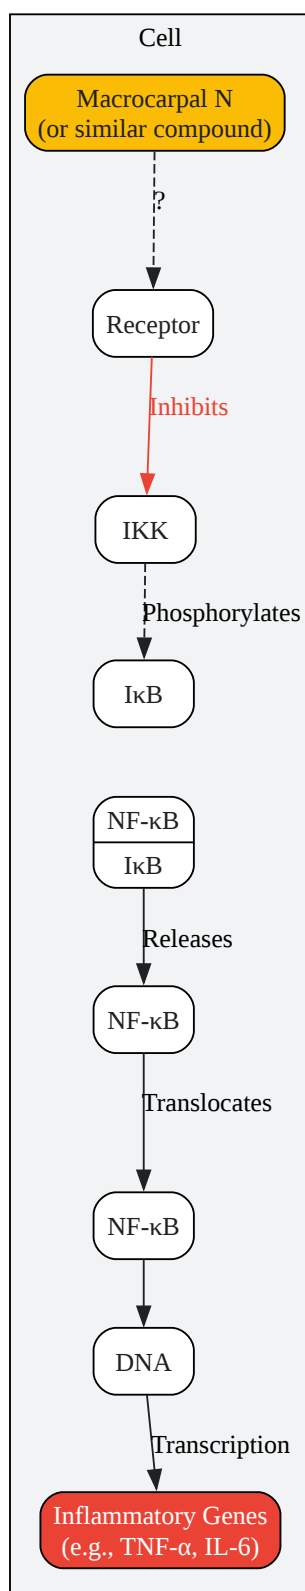 Cell
Macrocarpal N
(or similar compound)
?
Receptor
Inhibits
IKK
Phosphorylates
IκB
NF-κB
IκB
Releases
NF-κB
Translocates
NF-κB
DNA
Transcription
Inflammatory Genes
(e.g., TNF-α, IL-6)